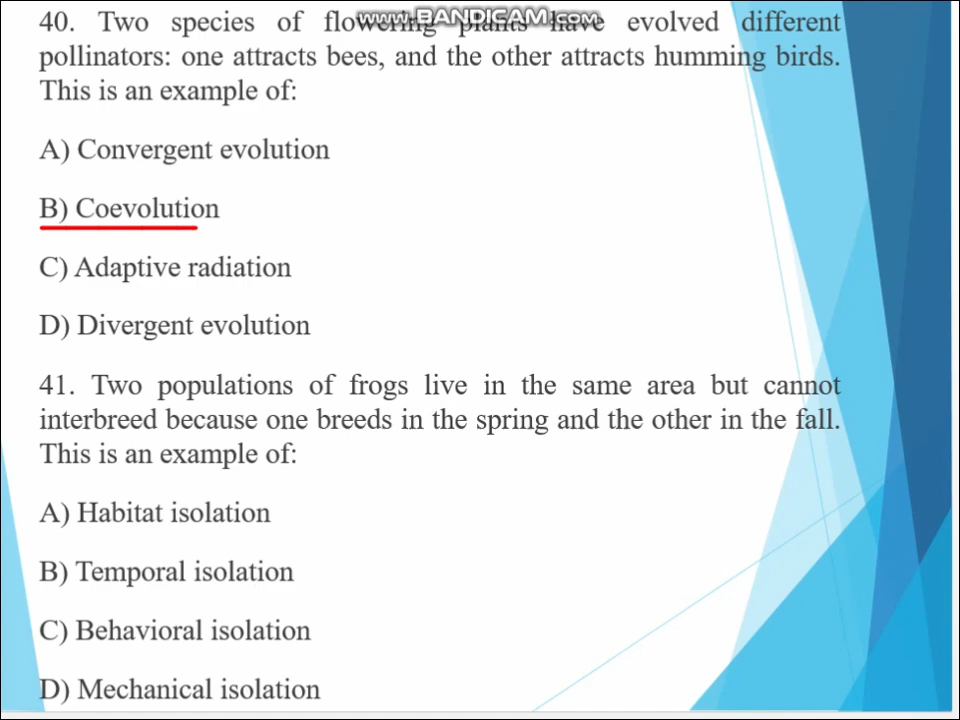 www.BANDICAM.com
40. Two species of flowering plants have evolved different
pollinators: one attracts bees, and the other attracts humming birds.
This is an example of:
A) Convergent evolution
B) Coevolution
C) Adaptive radiation
D) Divergent evolution
41. Two populations of frogs live in the same area but cannot
interbreed because one breeds in the spring and the other in the fall.
This is an example of:
A) Habitat isolation
B) Temporal isolation
C) Behavioral isolation
D) Mechanical isolation